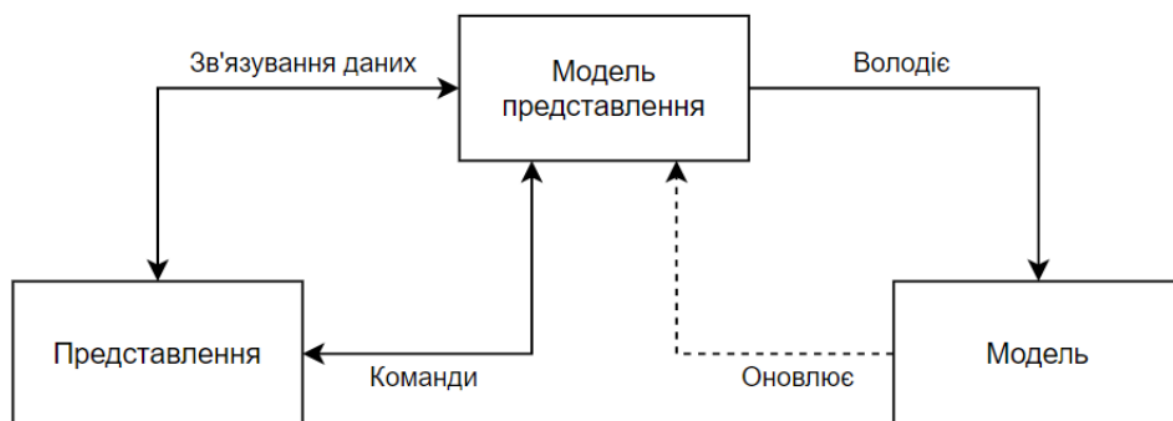 Зв'язування даних
Модель
представлення
Володіє
Представлення
Команди
Оновлює
Модель